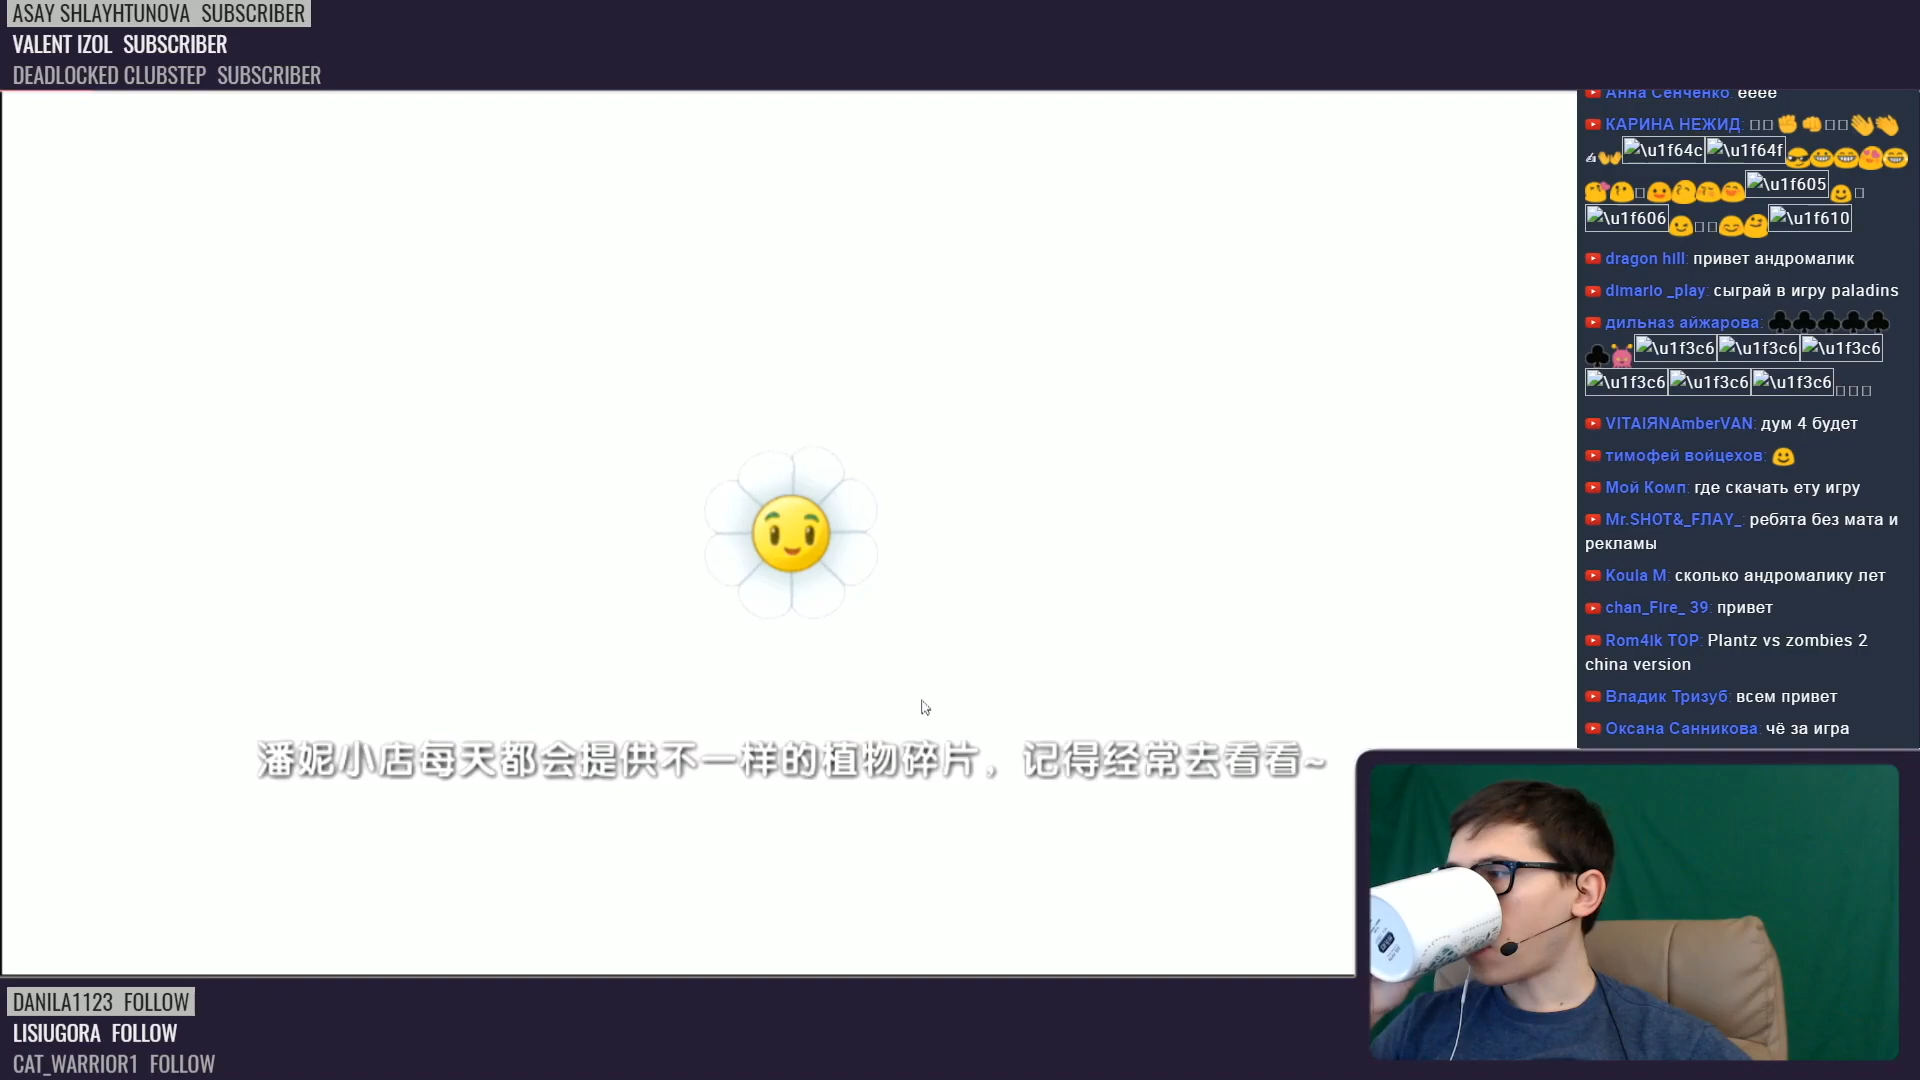 ASAY SHLAYHTUNOVA SUBSCRIBER
VALENT IZOL SUBSCRIBER
DEADLOCKED CLUBSTEP SUBSCRIBER
Анна Сенченко: ееее
КАРИНА НЕЖИД:
\u1f64c \u1f64f
\u1f605
\u1f606 \u1f610
dragon hill: привет андромалик
dimario _play: сыграй в игру paladins
дильназ айжарова:
\u1f3c6 \u1f3c6 \u1f3c6
\u1f3c6 \u1f3c6 \u1f3c6
VITAIЯNAmberVAN: дум 4 будет
тимофей войцехов:
Мой Комп: где скачать ету игру
Mr.SHOT&_FЛАУ_: ребята без мата и
рекламы
Koula M: сколько андромалику лет
chan_Fire_ 39: привет
Rom4ik TOP: Plantz vs zombies 2
china version
Владик Тризуб: всем привет
Оксана Санникова: чё за игра
潘妮小店每天都会提供不一样的植物碎片，记得经常去看看~
DANILA1123 FOLLOW
LISIUGORA FOLLOW
CAT_WARRIOR1 FOLLOW